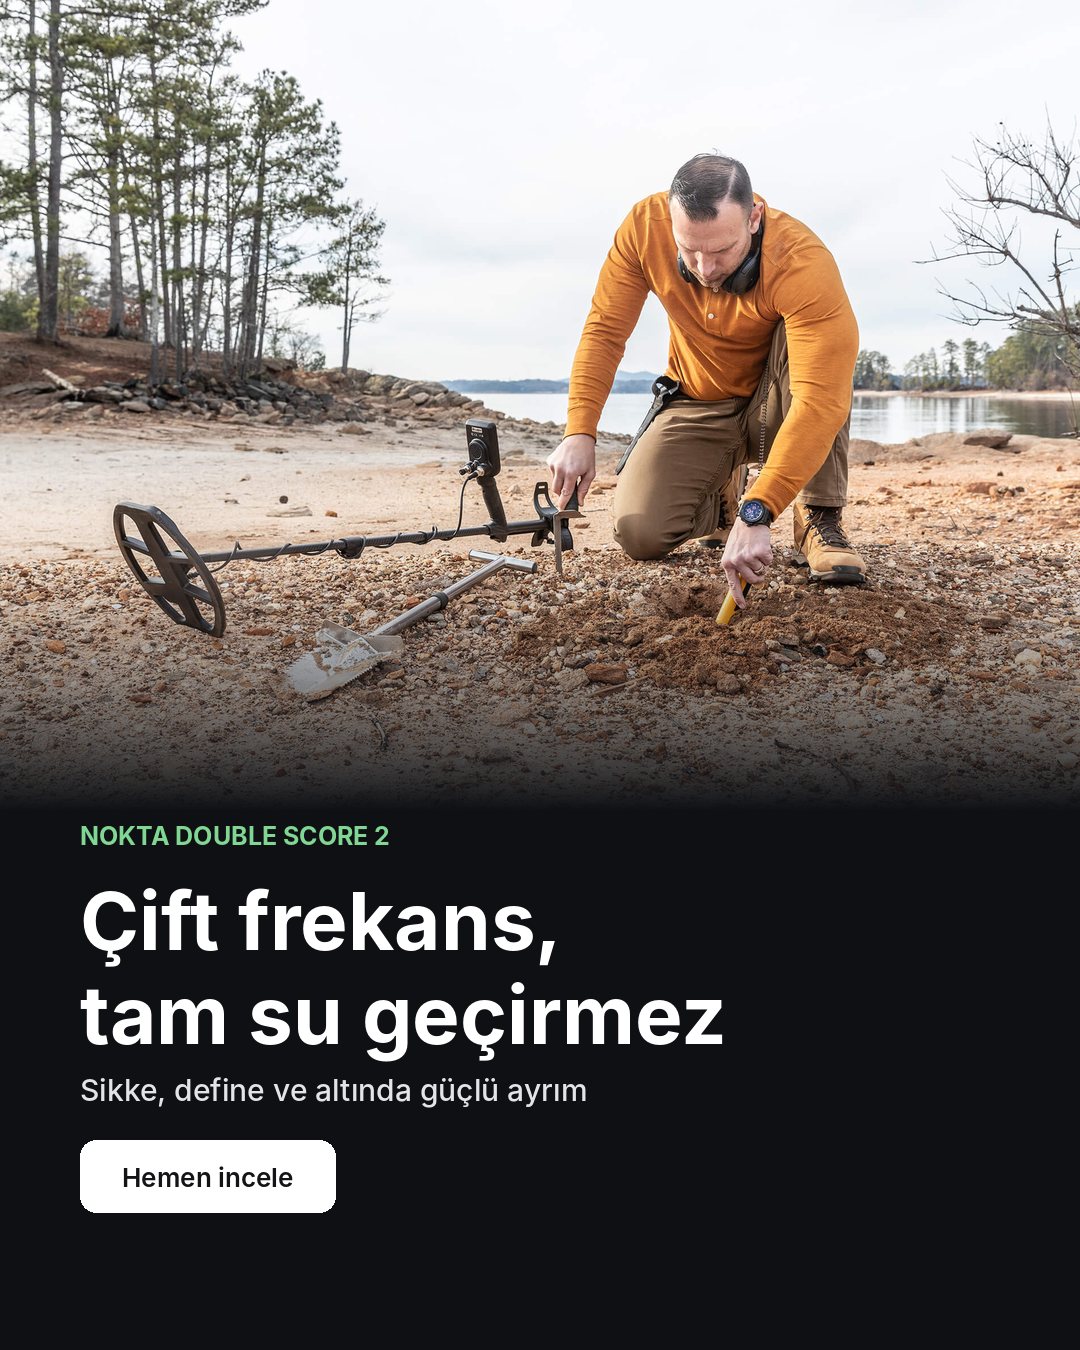 NOKTA DOUBLE SCORE 2
Çift frekans,
tam su geçirmez
Sikke, define ve altında güçlü ayrım
Hemen incele